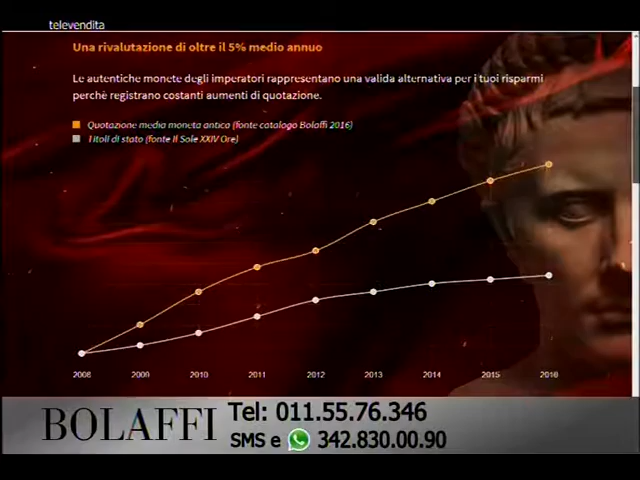 televendita
Una rivalutazione di oltre il 5% medio annuo
Le autentiche monete degli imperatori rappresentano una valida alternativa per i tuoi risparmi
perchè registrano costanti aumenti di quotazione.
Quotazione media moneta antica (fonte catalogo Bolaffi 2016)
Titoli di stato (fonte Il Sole XXIV Ore)
2008 2009 2010 2011 2012 2013 2014 2015 2016
BOLAFFI
Tel: 011.55.76.346
SMS e 342.830.00.90